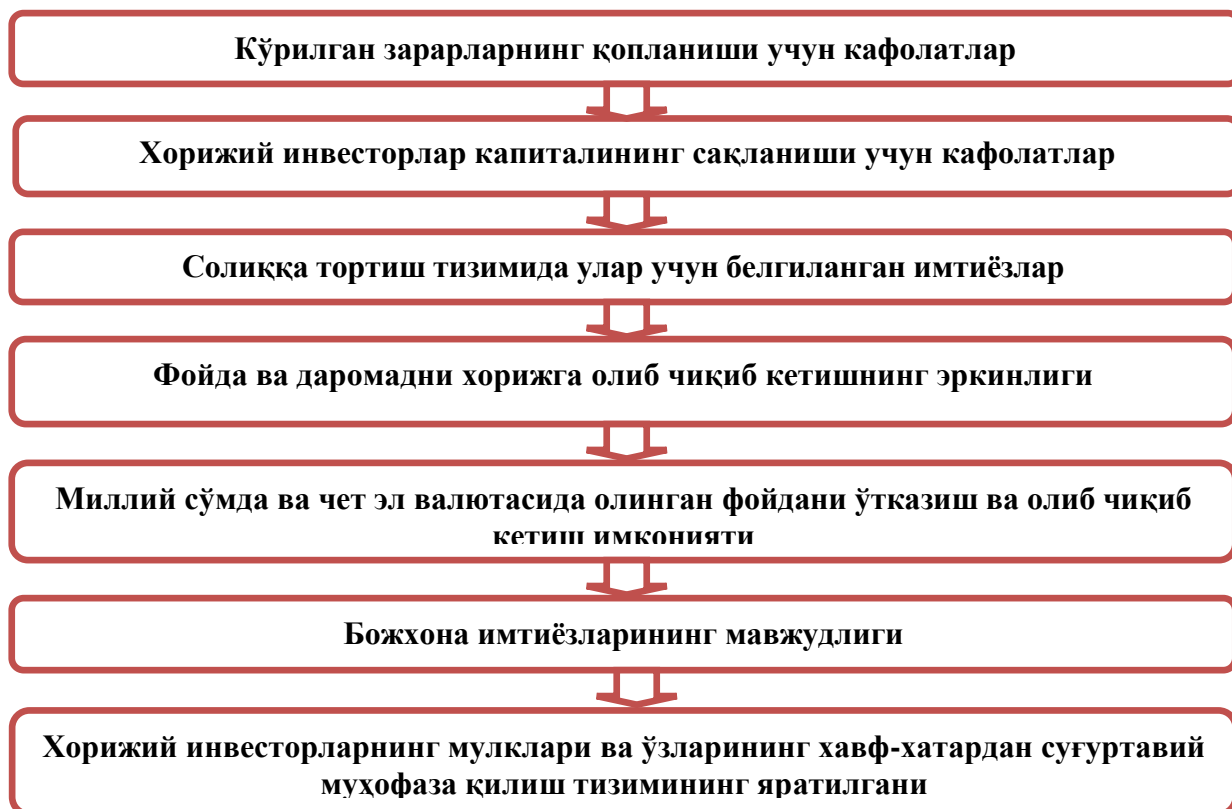 Кўрилган зарарларнинг қопланиши учун кафолатлар
Хорижий инвесторлар капиталининг сақланиши учун кафолатлар
Солиққа тортиш тизимида улар учун белгиланган имтиёзлар
Фойда ва даромадни хорижга олиб чиқиб кетишнинг эркинлиги
Миллий сўмда ва чет эл валютасида олинган фойдани ўтказиш ва олиб чиқиб
кетиш имконияти
Божхона имтиёзларининг мавжудлиги
Хорижий инвесторларнинг мулклари ва ўзларининг хавф-хатардан суғуртавий
муҳофаза қилиш тизимининг яратилгани